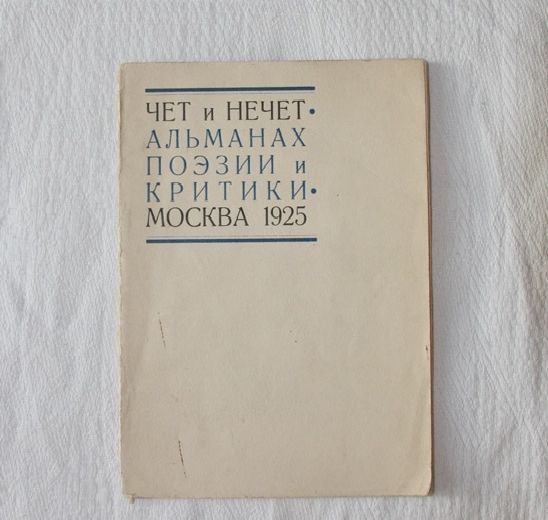 ЧЕТ и НЕЧЕТ•
АЛЬМАНАХ
ПОЭЗИИ и
КРИТИКИ•
МОСКВА 1925